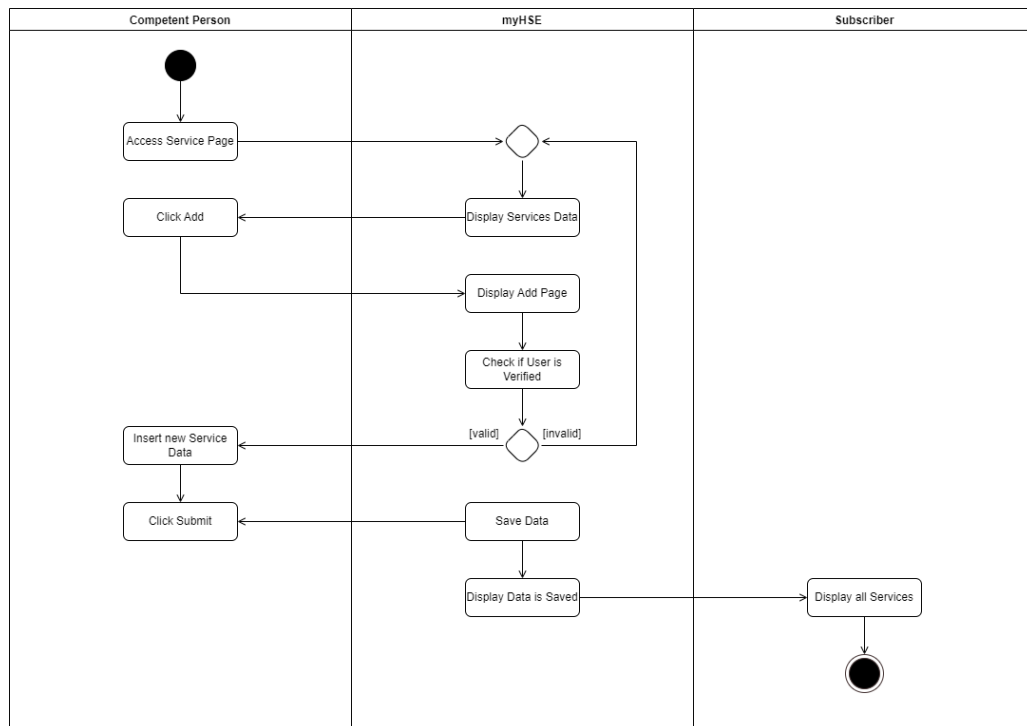 Competent Person
myHSE
Subscriber
Access Service Page
Click Add
Display Services Data
Display Add Page
Check if User is
Verified
[valid]
[invalid]
Insert new Service
Data
Click Submit
Save Data
Display Data is Saved
Display all Services